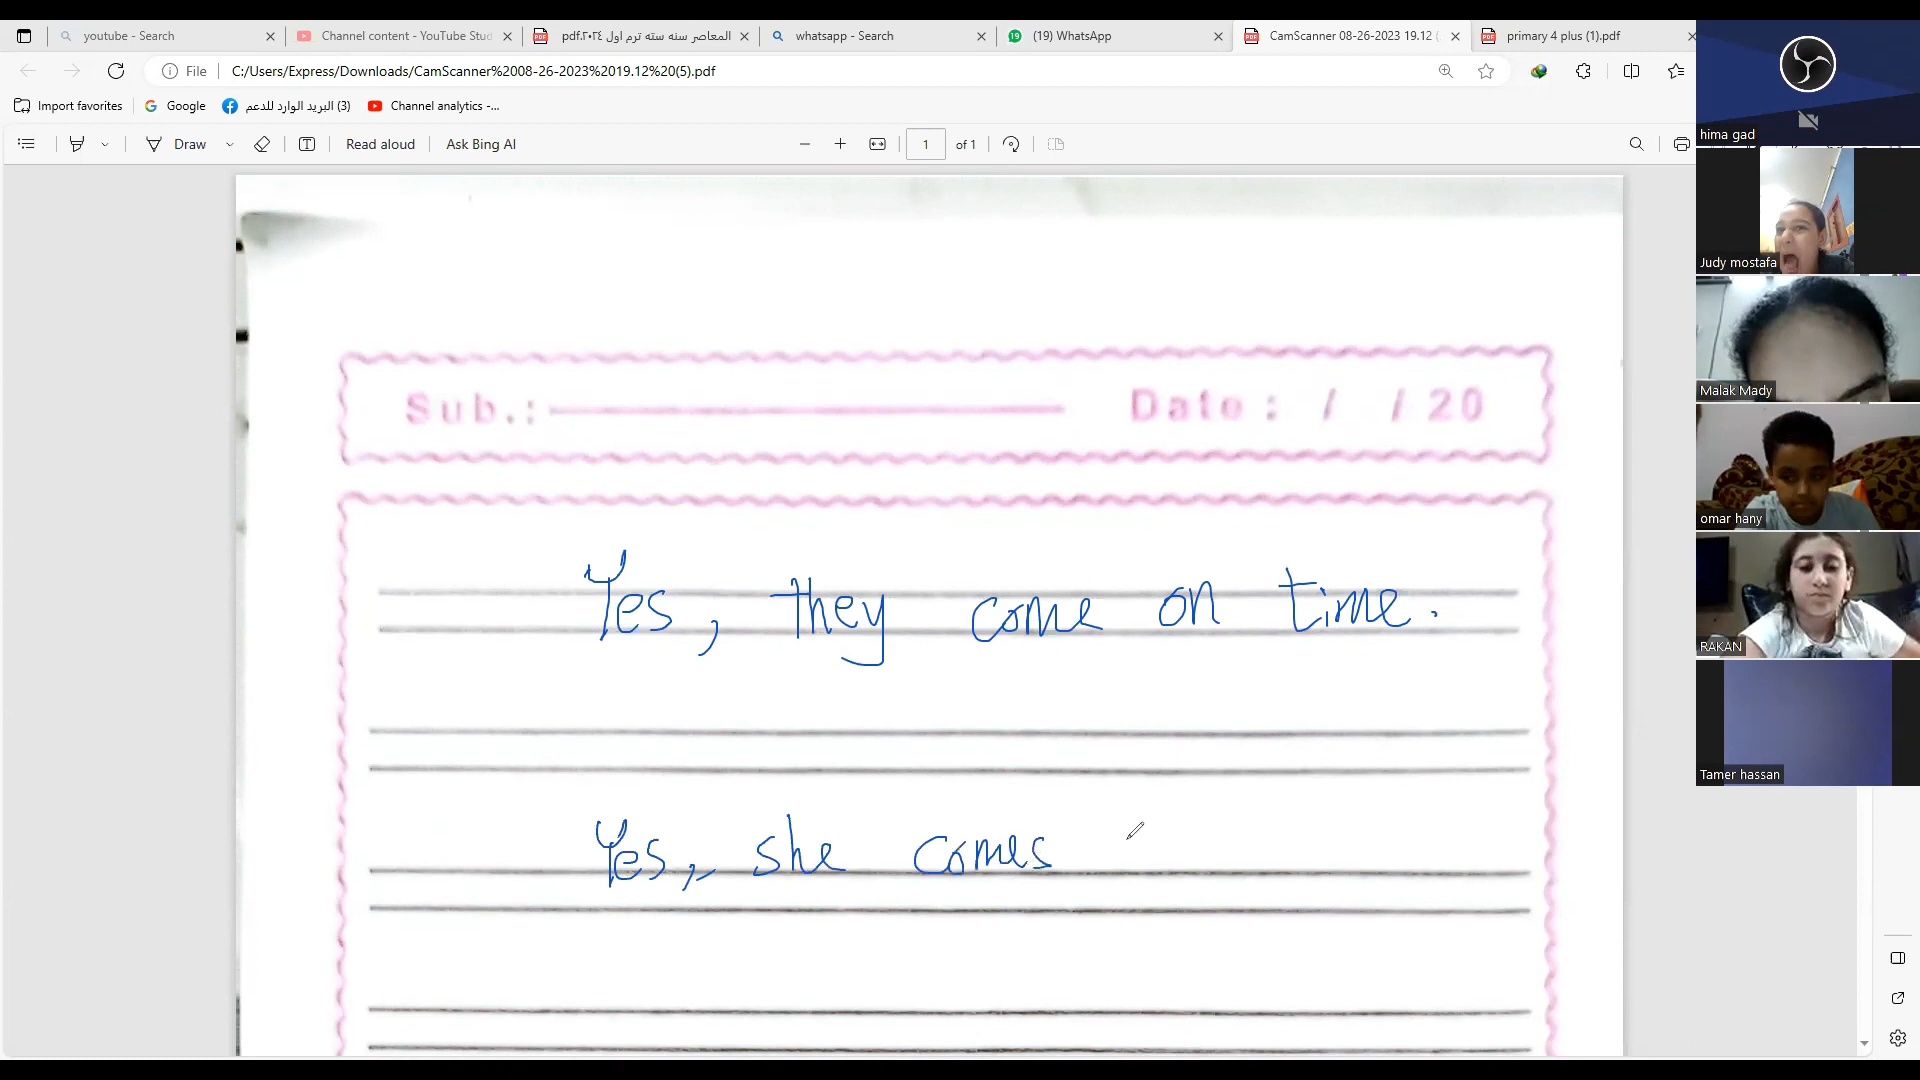 youtube - Search
Channel content - YouTube Stud
المعاصر سنه سته ترم اول ٢٠٢٤.pdf
whatsapp - Search
(19) WhatsApp
CamScanner 08-26-2023 19.12 (
primary 4 plus (1).pdf
File
C:/Users/Express/Downloads/CamScanner%2008-26-2023%2019.12%20(5).pdf
Import favorites
Google
(3) البريد الوارد للدعم
Channel analytics -...
Draw
Read aloud
Ask Bing AI
1
of 1
Sub.:
Date : / / 20
Yes, they come on time.
Yes, she comes
hima gad
Judy mostafa
Malak Mady
omar hany
RAKAN
Tamer hassan